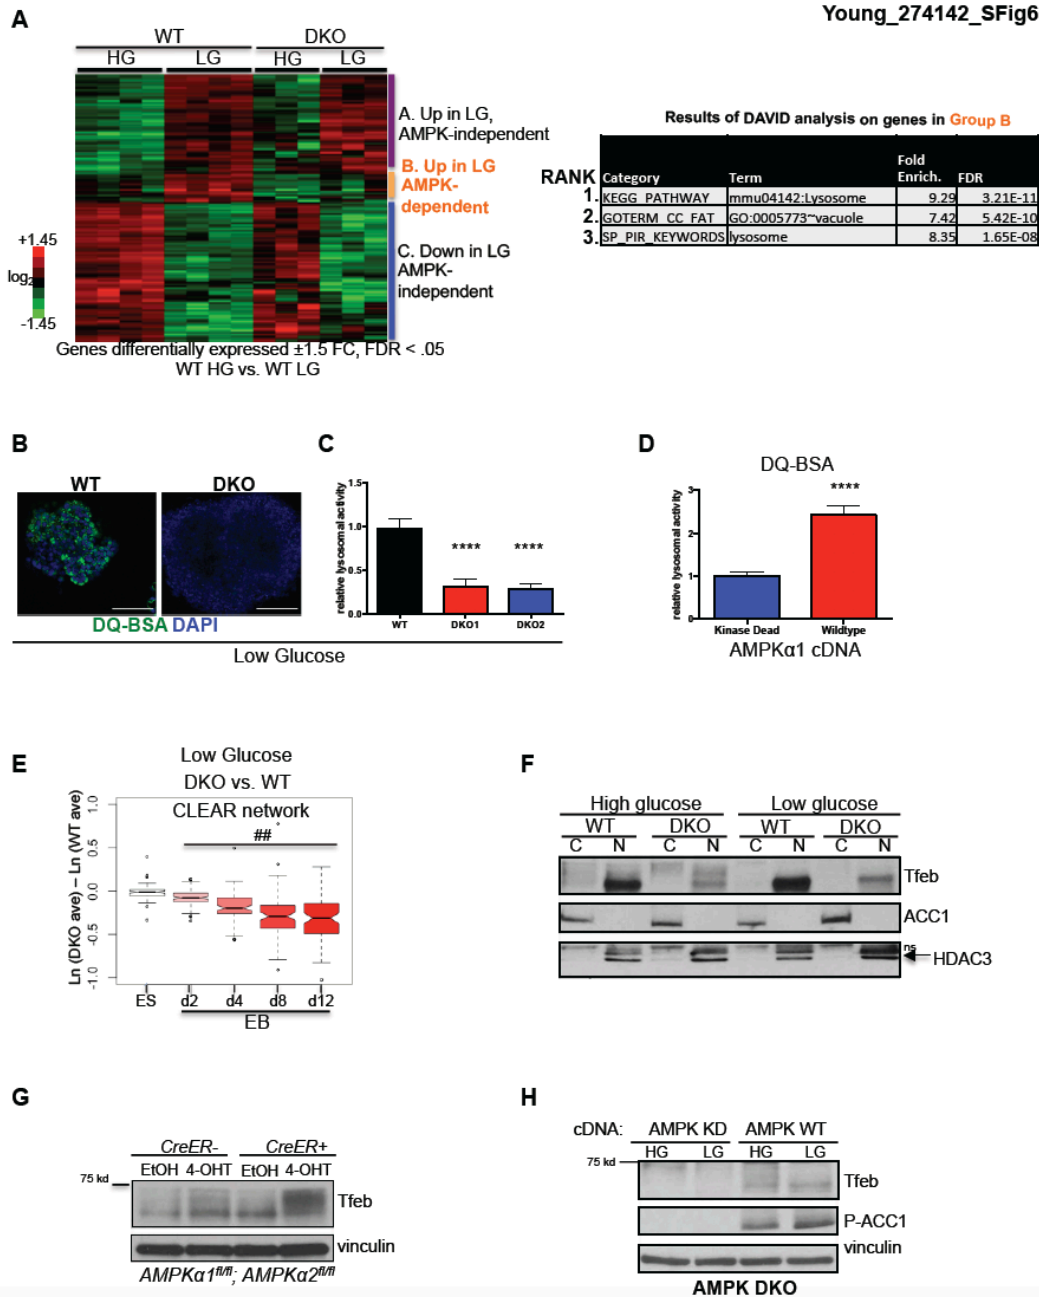 Young_274142_SFig6
A
WT DKO
HG LG HG LG
A. Up in LG,
AMPK-independent
B. Up in LG
AMPK-
dependent
C. Down in LG
AMPK-
independent
+1.45
log2
-1.45
Genes differentially expressed ±1.5 FC, FDR < .05
WT HG vs. WT LG
Results of DAVID analysis on genes in Group B
RANK Category Term Fold Enrich. FDR
1. KEGG_PATHWAY mmu04142:Lysosome 9.29 3.21E-11
2. GOTERM_CC_FAT GO:0005773~vacuole 7.42 5.42E-10
3. SP_PIR_KEYWORDS lysosome 8.35 1.65E-08
B
WT DKO
DQ-BSA DAPI
C
relative lysosomal activity
1.5
1.0
0.5
0.0
**** ****
WT DKO1 DKO2
Low Glucose
D
DQ-BSA
relative lysosomal activity
3
2
1
0
****
Kinase Dead Wildtype
AMPKα1 cDNA
E
Low Glucose
DKO vs. WT
CLEAR network
##
Ln (DKO ave) – Ln (WT ave)
1.0
0.5
0.0
-0.5
-1.0
ES d2 d4 d8 d12
EB
F
High glucose Low glucose
WT DKO WT DKO
C N C N C N C N
Tfeb
ACC1
ns
HDAC3
G
CreER- CreER+
EtOH 4-OHT EtOH 4-OHT
75 kd
Tfeb
vinculin
AMPKα1fl/fl; AMPKα2fl/fl
H
cDNA: AMPK KD AMPK WT
HG LG HG LG
75 kd
Tfeb
P-ACC1
vinculin
AMPK DKO